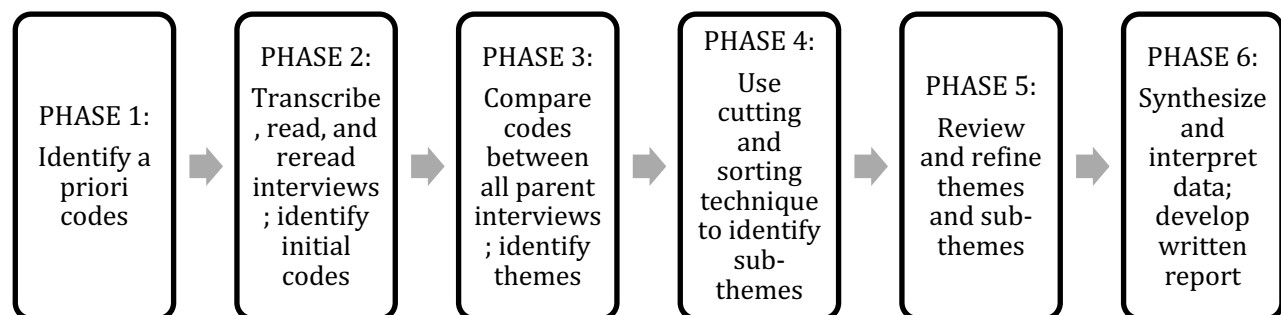 PHASE 1:
Identify a
priori
codes
PHASE 2:
Transcribe
, read, and
reread
interviews
; identify
initial
codes
PHASE 3:
Compare
codes
between
all parent
interviews
; identify
themes
PHASE 4:
Use
cutting
and
sorting
technique
to identify
sub-
themes
PHASE 5:
Review
and refine
themes
and sub-
themes
PHASE 6:
Synthesize
and
interpret
data;
develop
written
report